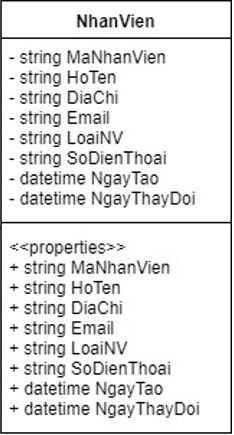 NhanVien
- string MaNhanVien
- string HoTen
- string DiaChi
- string Email
- string LoaiNV
- string SoDienThoai
- datetime NgayTao
- datetime NgayThayDoi
<<properties>>
+ string MaNhanVien
+ string HoTen
+ string DiaChi
+ string Email
+ string LoaiNV
+ string SoDienThoai
+ datetime NgayTao
+ datetime NgayThayDoi